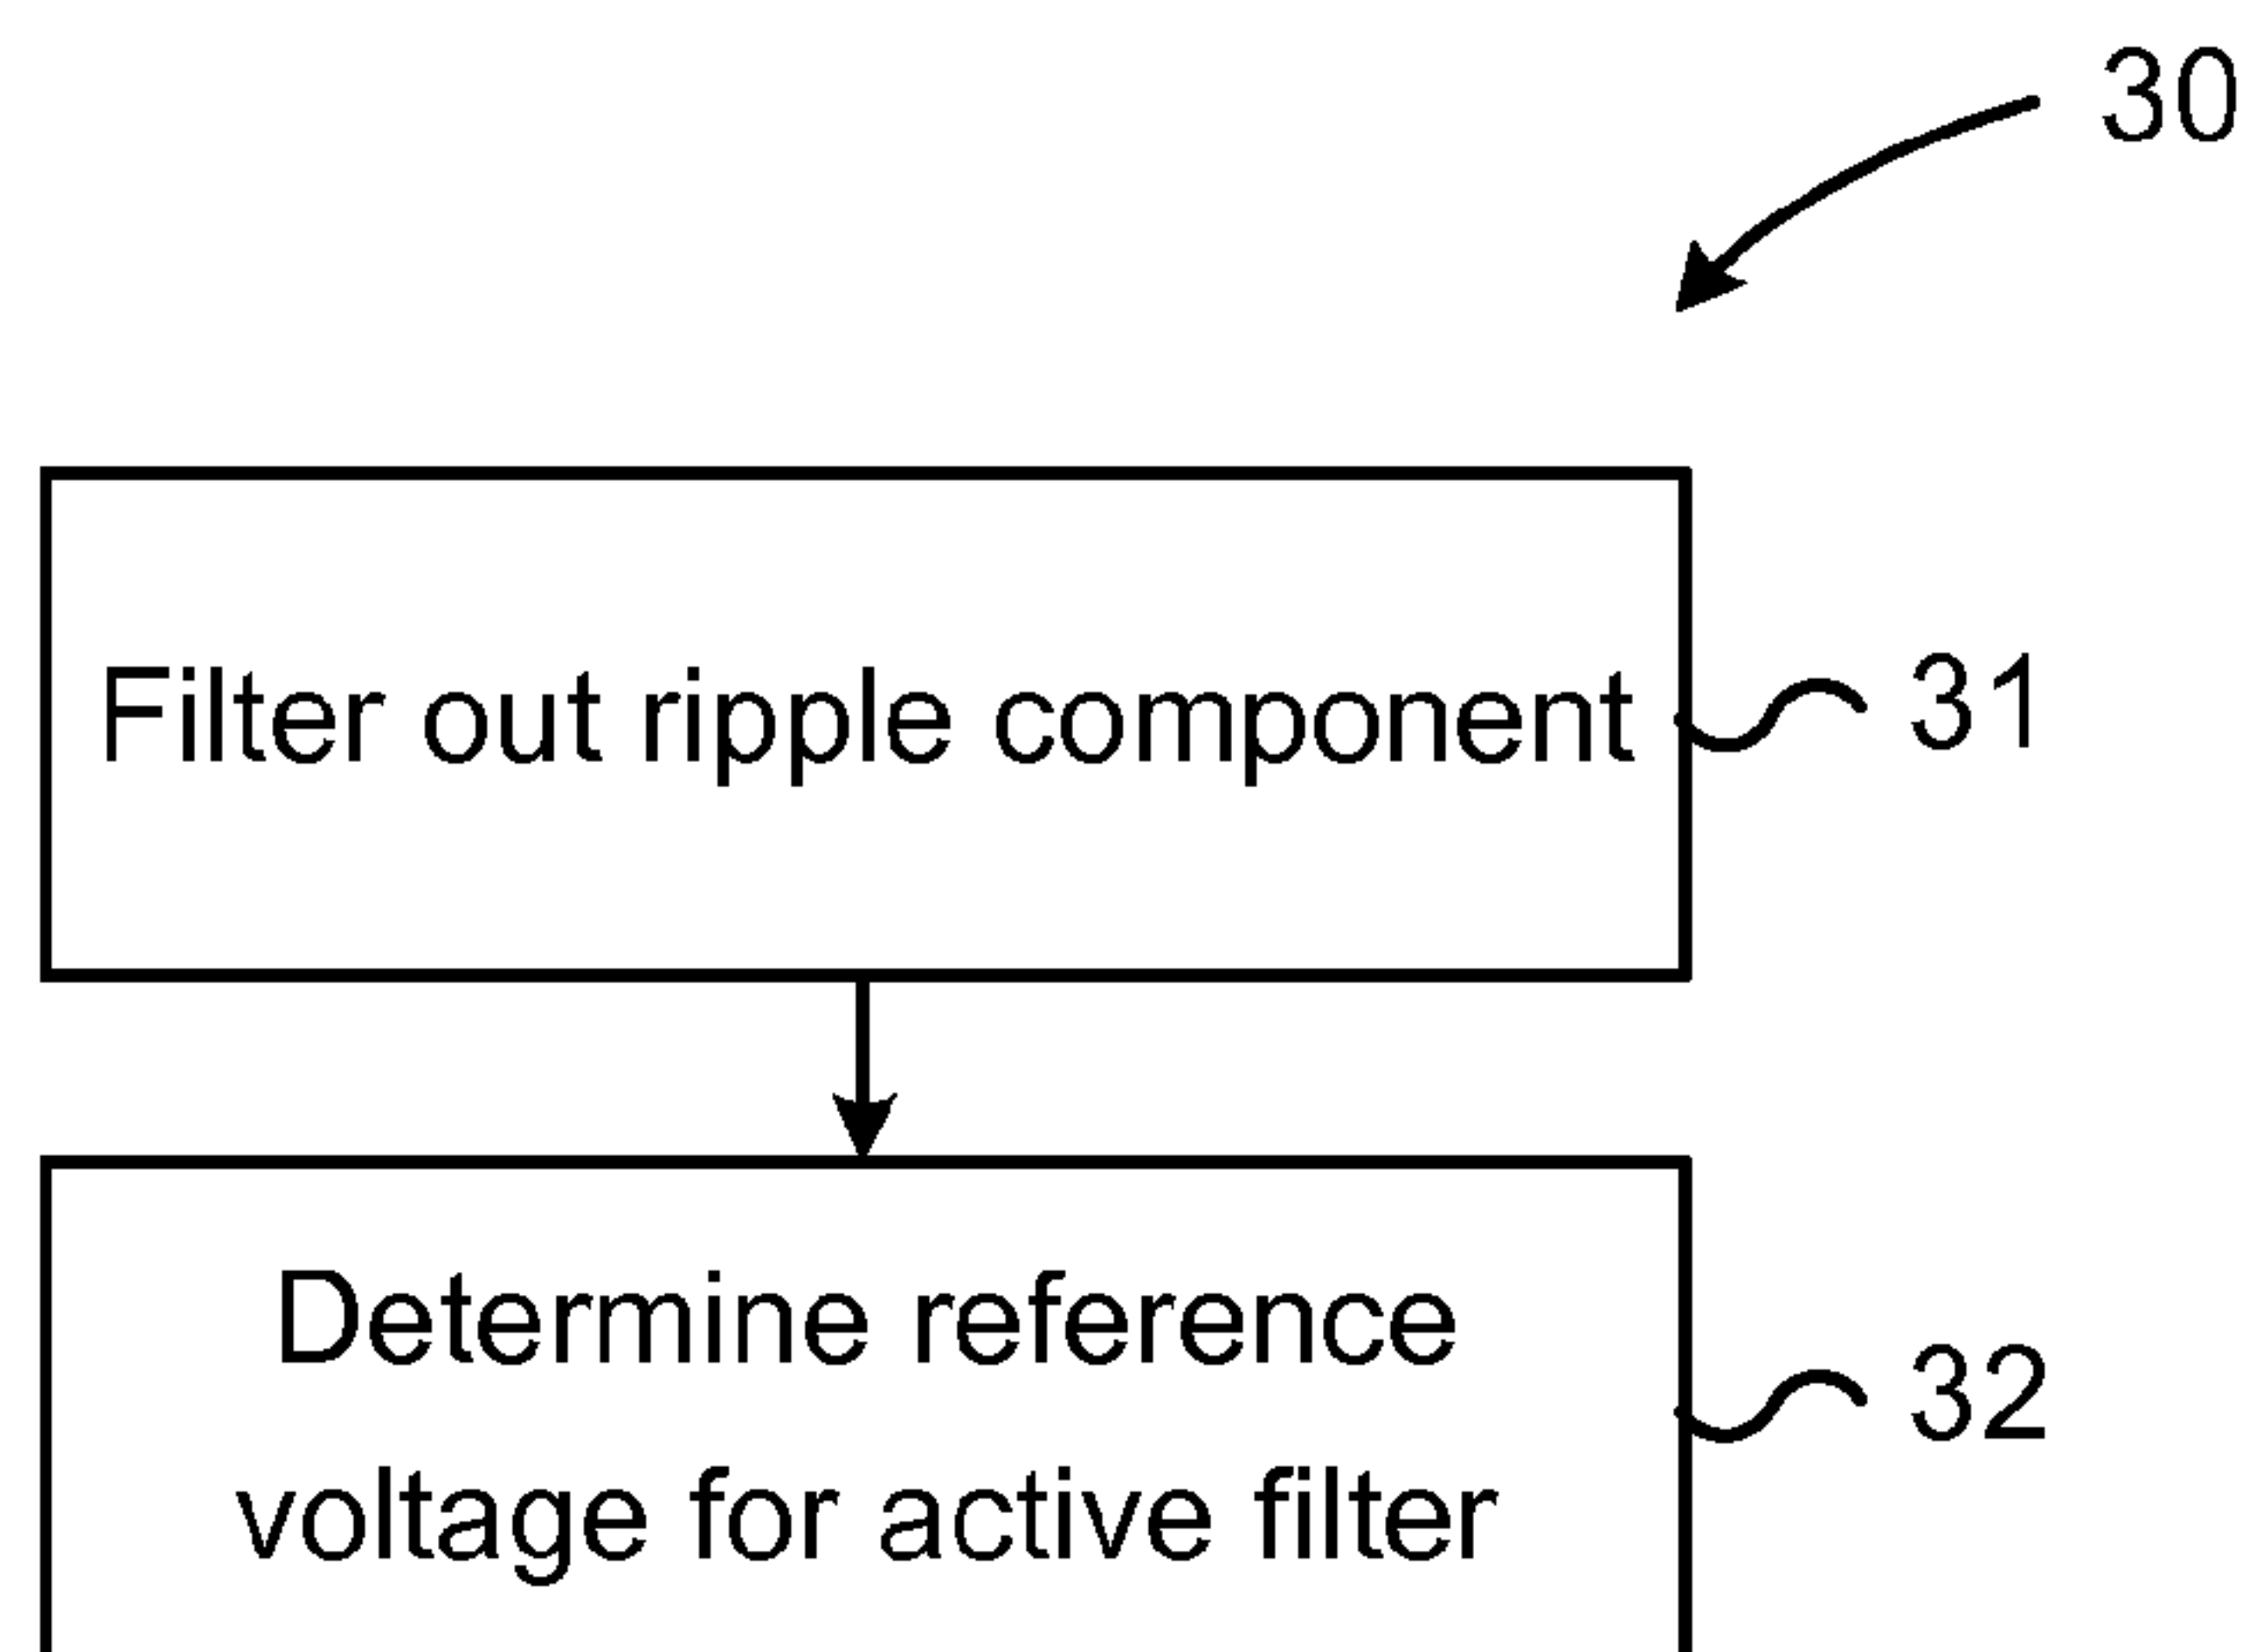 30
Filter out ripple component
31
Determine reference
voltage for active filter
32